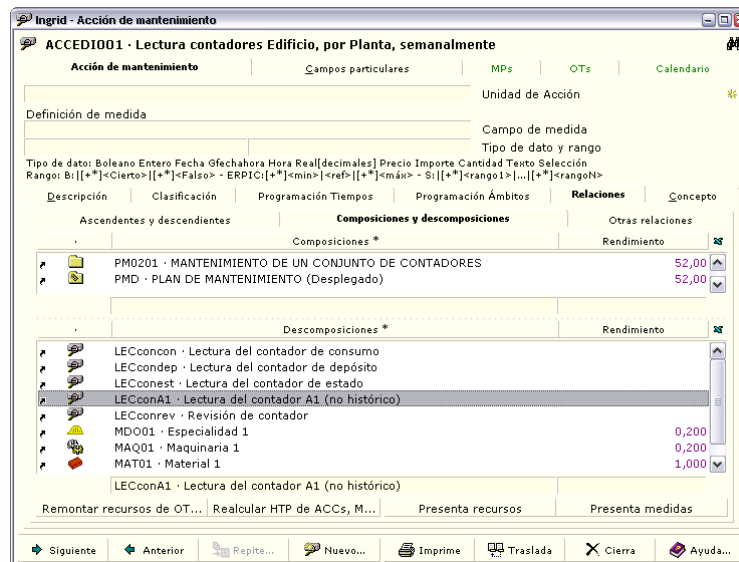 Ingrid - Acción de mantenimiento
ACCEDIO01 · Lectura contadores Edificio, por Planta, semanalmente
Acción de mantenimiento Campos particulares MPs OTs Calendario
Unidad de Acción
Definición de medida
Campo de medida
Tipo de dato y rango
Tipo de dato: Boleano Entero Fecha Gfechahora Hora Real[decimales] Precio Importe Cantidad Texto Selección
Rango: B:|[+*]<Cierto>|[+*]<Falso> - ERPIC:[+*]<min>|<ref>|[+*]<máx> - S:|[+*]<rango1>|...|[+*]<rangoN>
Descripción Clasificación Programación Tiempos Programación Ámbitos Relaciones Concepto
Ascendentes y descendientes Composiciones y descomposiciones Otras relaciones
. Composiciones * Rendimiento
PM0201 · MANTENIMIENTO DE UN CONJUNTO DE CONTADORES 52,00
PMD · PLAN DE MANTENIMIENTO (Desplegado) 52,00
. Descomposiciones * Rendimiento
LECconcon · Lectura del contador de consumo
LECcondep · Lectura del contador de depósito
LECconest · Lectura del contador de estado
LECconA1 · Lectura del contador A1 (no histórico)
LECconrev · Revisión de contador
MDO01 · Especialidad 1 0,200
MAQ01 · Maquinaria 1 0,200
MAT01 · Material 1 1,000
LECconA1 · Lectura del contador A1 (no histórico)
Remontar recursos de OT... Realcular HTP de ACCs, M... Presenta recursos Presenta medidas
Siguiente Anterior Repite... Nuevo... Imprime Traslada Cierra Ayuda...